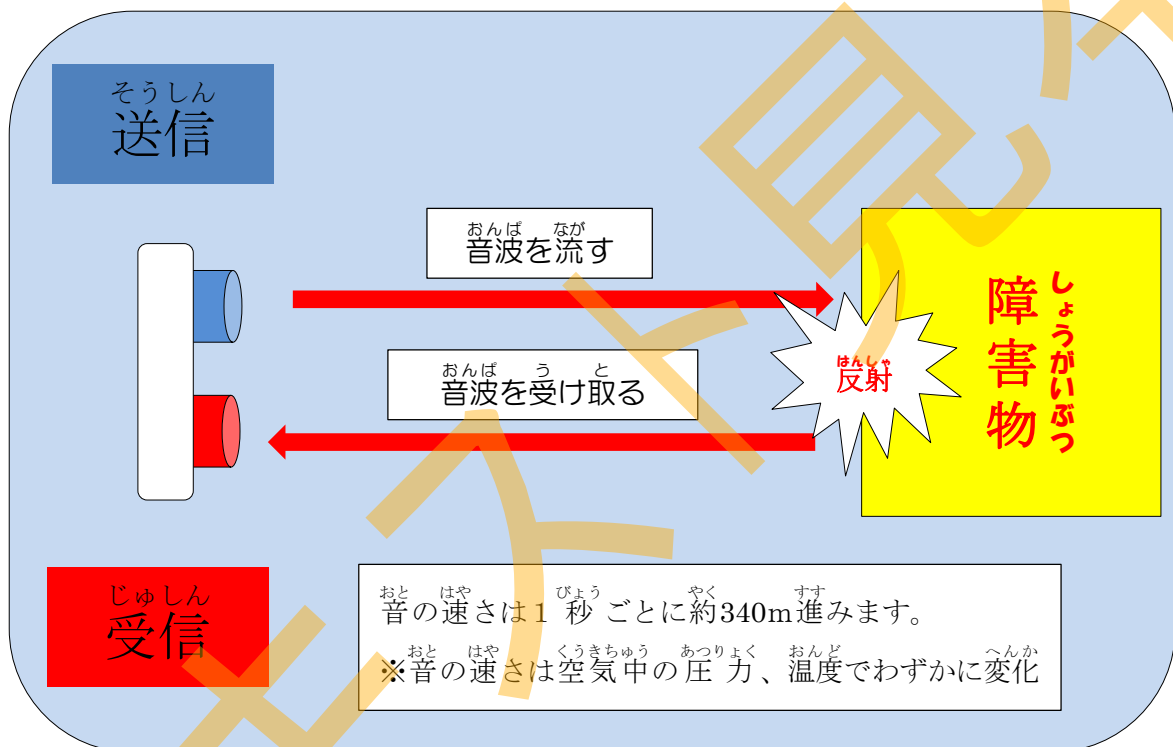 そうしん
送信
おんぱ なが
音波を流す
しょうがいぶつ
障害物
はんしゃ
反射
おんぱ う と
音波を受け取る
じゅしん
受信
おと はや びょう やく すす
音の速さは1秒ごとに約340m進みます。
おと はや くうきちゅう あつりょく おんど へんか
※音の速さは空気中の圧力、温度でわずかに変化